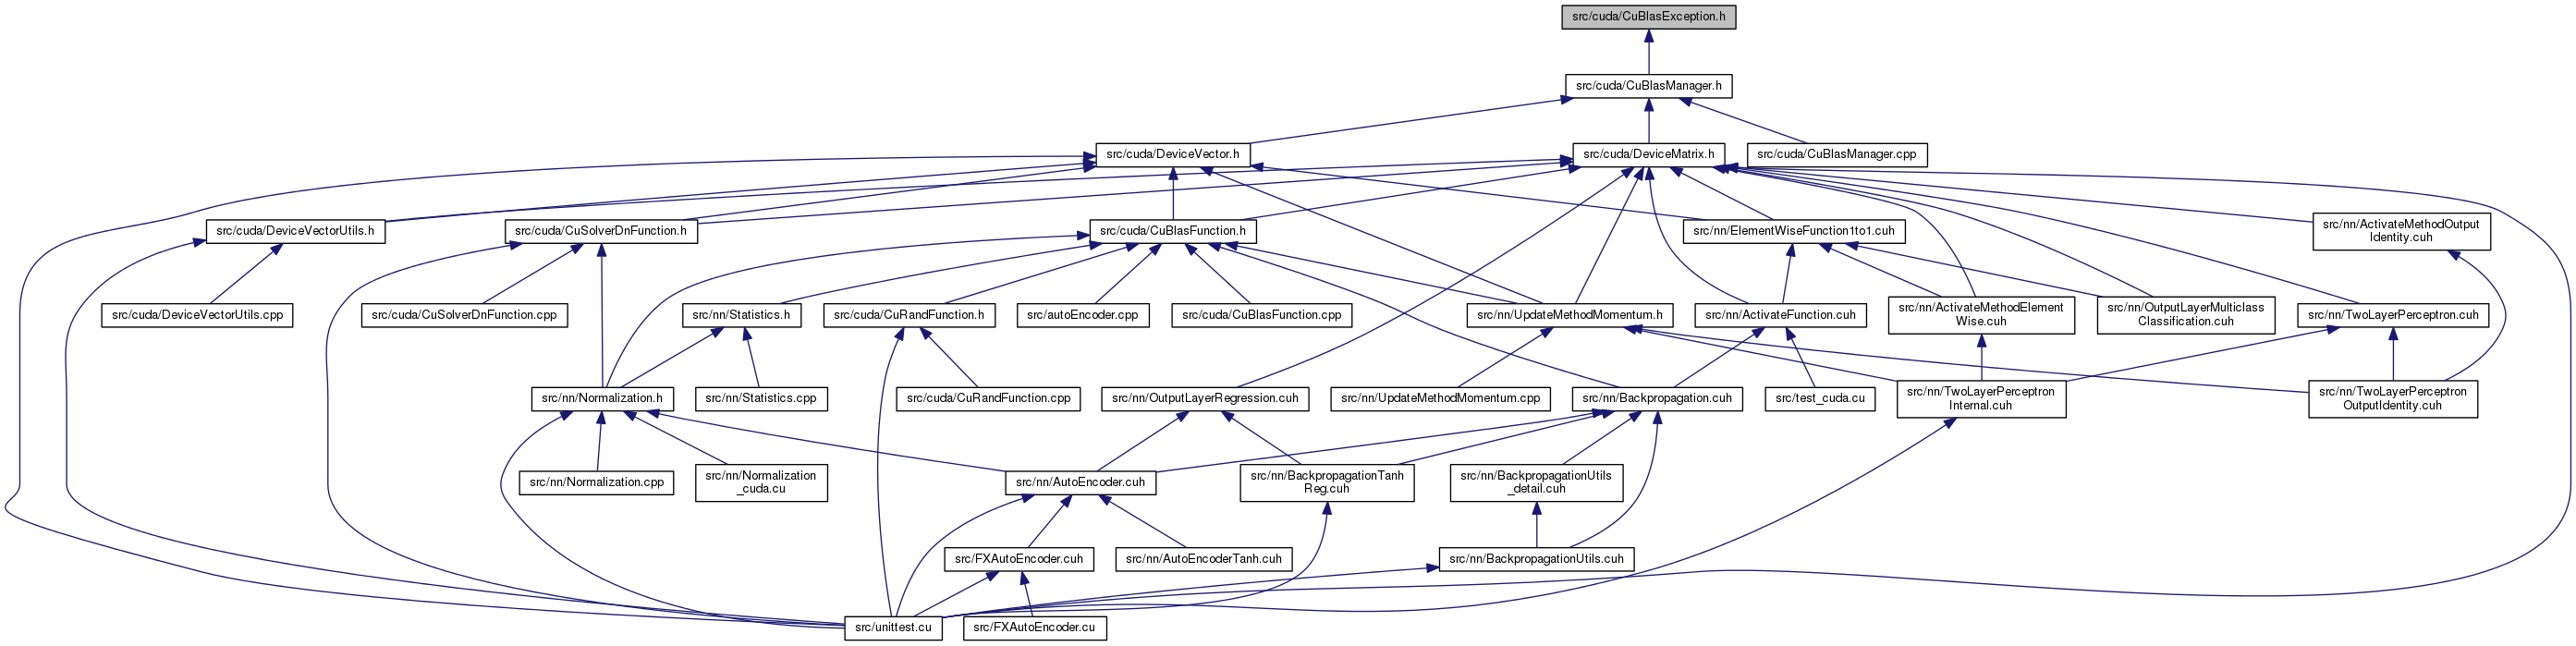 src/cuda/CuBlasException.h
src/cuda/CuBlasManager.h
src/cuda/DeviceVector.h
src/cuda/DeviceMatrix.h
src/cuda/CuBlasManager.cpp
src/cuda/DeviceVectorUtils.h
src/cuda/CuSolverDnFunction.h
src/cuda/CuBlasFunction.h
src/nn/ElementWiseFunction1to1.cuh
src/nn/ActivateMethodOutput
Identity.cuh
src/cuda/DeviceVectorUtils.cpp
src/cuda/CuSolverDnFunction.cpp
src/nn/Statistics.h
src/cuda/CuRandFunction.h
src/autoEncoder.cpp
src/cuda/CuBlasFunction.cpp
src/nn/UpdateMethodMomentum.h
src/nn/ActivateFunction.cuh
src/nn/ActivateMethodElement
Wise.cuh
src/nn/OutputLayerMulticlass
Classification.cuh
src/nn/TwoLayerPerceptron.cuh
src/nn/Normalization.h
src/nn/Statistics.cpp
src/cuda/CuRandFunction.cpp
src/nn/OutputLayerRegression.cuh
src/nn/UpdateMethodMomentum.cpp
src/nn/Backpropagation.cuh
src/test_cuda.cu
src/nn/TwoLayerPerceptron
Internal.cuh
src/nn/TwoLayerPerceptron
OutputIdentity.cuh
src/nn/Normalization.cpp
src/nn/Normalization
_cuda.cu
src/nn/AutoEncoder.cuh
src/nn/BackpropagationTanh
Reg.cuh
src/nn/BackpropagationUtils
_detail.cuh
src/FXAutoEncoder.cuh
src/nn/AutoEncoderTanh.cuh
src/nn/BackpropagationUtils.cuh
src/unittest.cu
src/FXAutoEncoder.cu